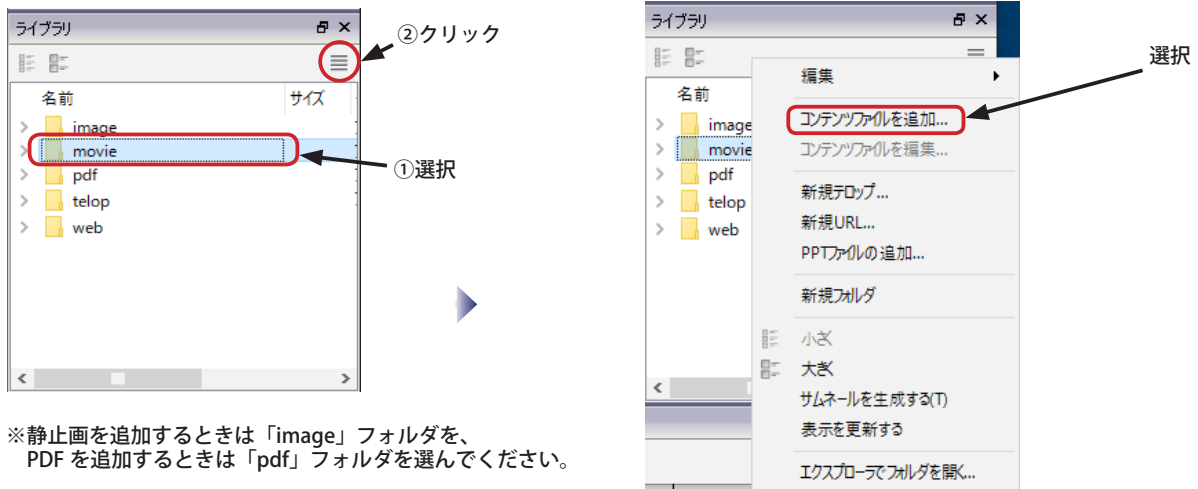 ライブラリ
②クリック
名前
サイズ
image
movie
①選択
pdf
telop
web
※静止画を追加するときは「image」フォルダを、
PDF を追加するときは「pdf」フォルダを選んでください。
ライブラリ
選択
名前
image
movie
pdf
telop
web
編集
コンテンツファイルを追加...
コンテンツファイルを編集...
新規テロップ...
新規URL...
PPTファイルの追加...
新規フォルダ
小さく
大きく
サムネールを生成する(T)
表示を更新する
エクスプローラでフォルダを開く...